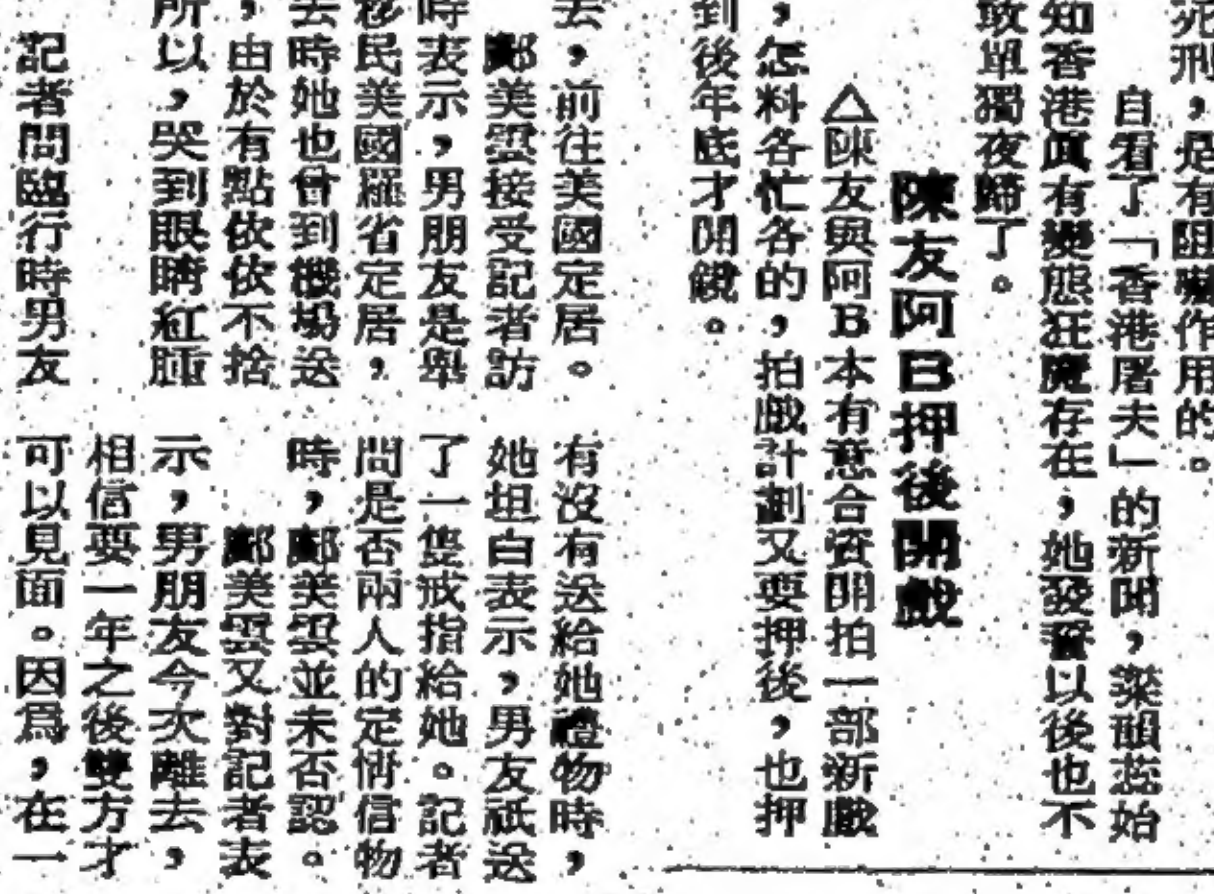 死刑，是有阻嚇作用的。
自看了「香港屠夫」的新聞，梁韻蕊始
知香港眞有變態狂魔存在，她發誓以後也不
敢單獨夜歸了。
陳友阿B押後開戲
△陳友與阿B本有意合資開拍一部新戲
，怎料各忙各的，拍戲計劃又要押後，也押
到後年底才開鏡。
去，前往美國定居。
鄺美雲接受記者訪
時表示，男朋友是舉
移民美國羅省定居，
去時她也會到機場送
，由於有點依依不捨
所以，哭到眼睛紅腫
記者問臨行時男友
有沒有送給她禮物時，
她坦白表示，男友祇送
了一隻戒指給她。記者
問是否兩人的定情信物
時，鄺美雲並未否認。
鄺美雲又對記者表
示，男朋友今次離去，
相信要一年之後雙方才
可以見面。因爲，在一